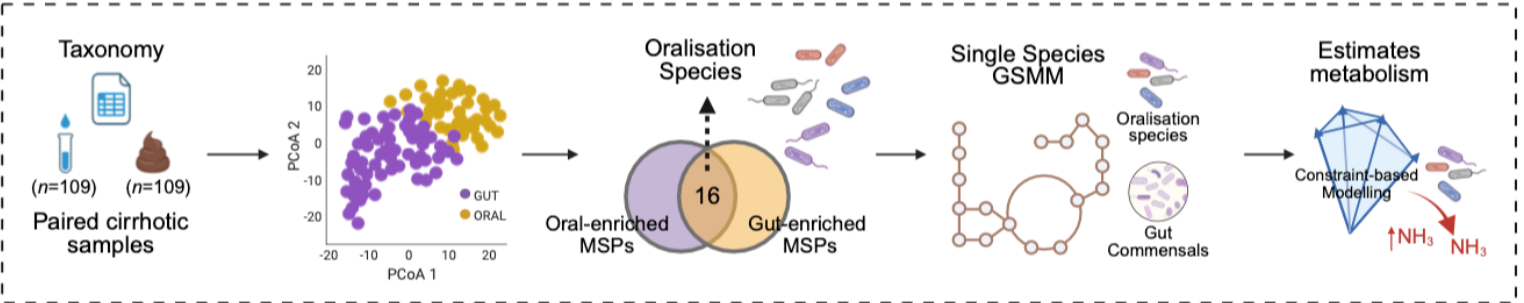 Taxonomy
(n=109)
(n=109)
Paired cirrhotic
samples
PCoA 2
20
10
0
-10
-20
-20
-10
0
10
20
PCoA 1
GUT
ORAL
Oralisation
Species
16
Oral-enriched
MSPs
Gut-enriched
MSPs
Single Species
GSMM
Oralisation
species
Gut
Commensals
Estimates
metabolism
Constraint-based
Modelling
↑NH₃
NH₃